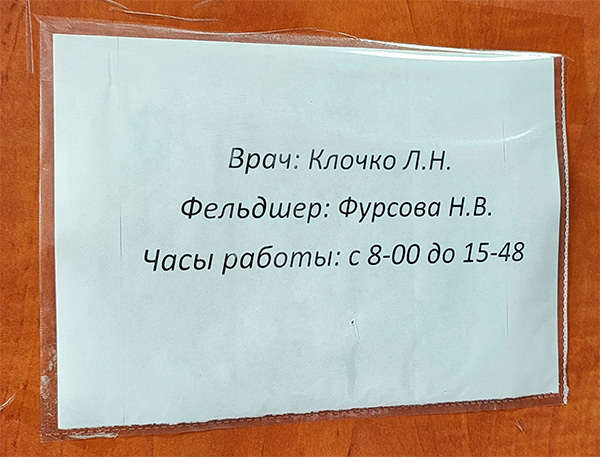 Врач: Клочко Л.Н.
Фельдшер: Фурсова Н.В.
Часы работы: с 8-00 до 15-48